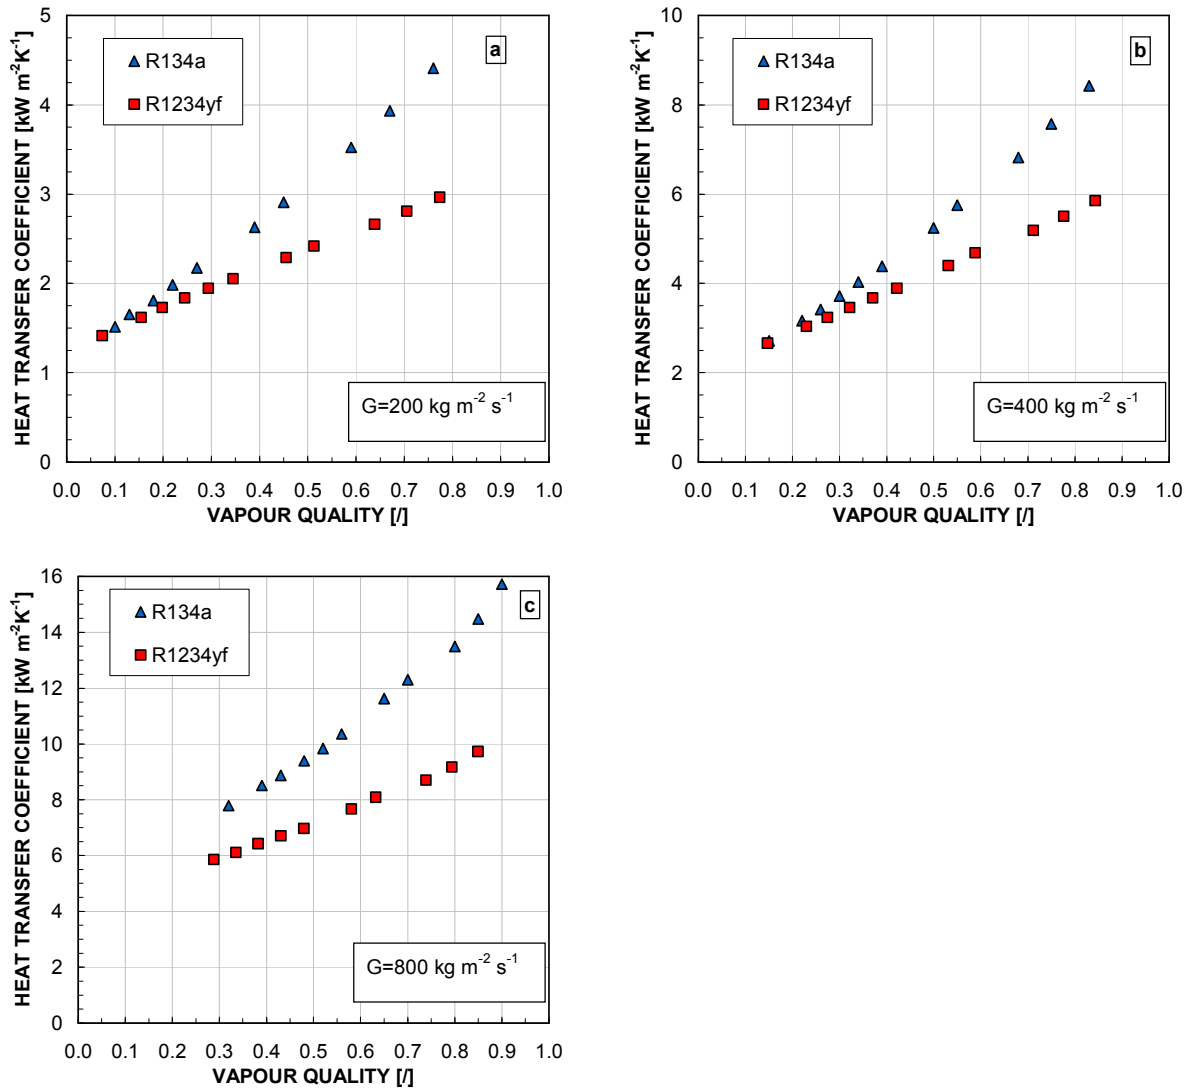 HEAT TRANSFER COEFFICIENT [kW m⁻²K⁻¹]
5
4
3
2
1
0
R134a
R1234yf
a
G=200 kg m⁻² s⁻¹
0.0 0.1 0.2 0.3 0.4 0.5 0.6 0.7 0.8 0.9 1.0
VAPOUR QUALITY [/]
HEAT TRANSFER COEFFICIENT [kW m⁻²K⁻¹]
10
8
6
4
2
0
R134a
R1234yf
b
G=400 kg m⁻² s⁻¹
0.0 0.1 0.2 0.3 0.4 0.5 0.6 0.7 0.8 0.9 1.0
VAPOUR QUALITY [/]
HEAT TRANSFER COEFFICIENT [kW m⁻²K⁻¹]
16
14
12
10
8
6
4
2
0
R134a
R1234yf
c
G=800 kg m⁻² s⁻¹
0.0 0.1 0.2 0.3 0.4 0.5 0.6 0.7 0.8 0.9 1.0
VAPOUR QUALITY [/]